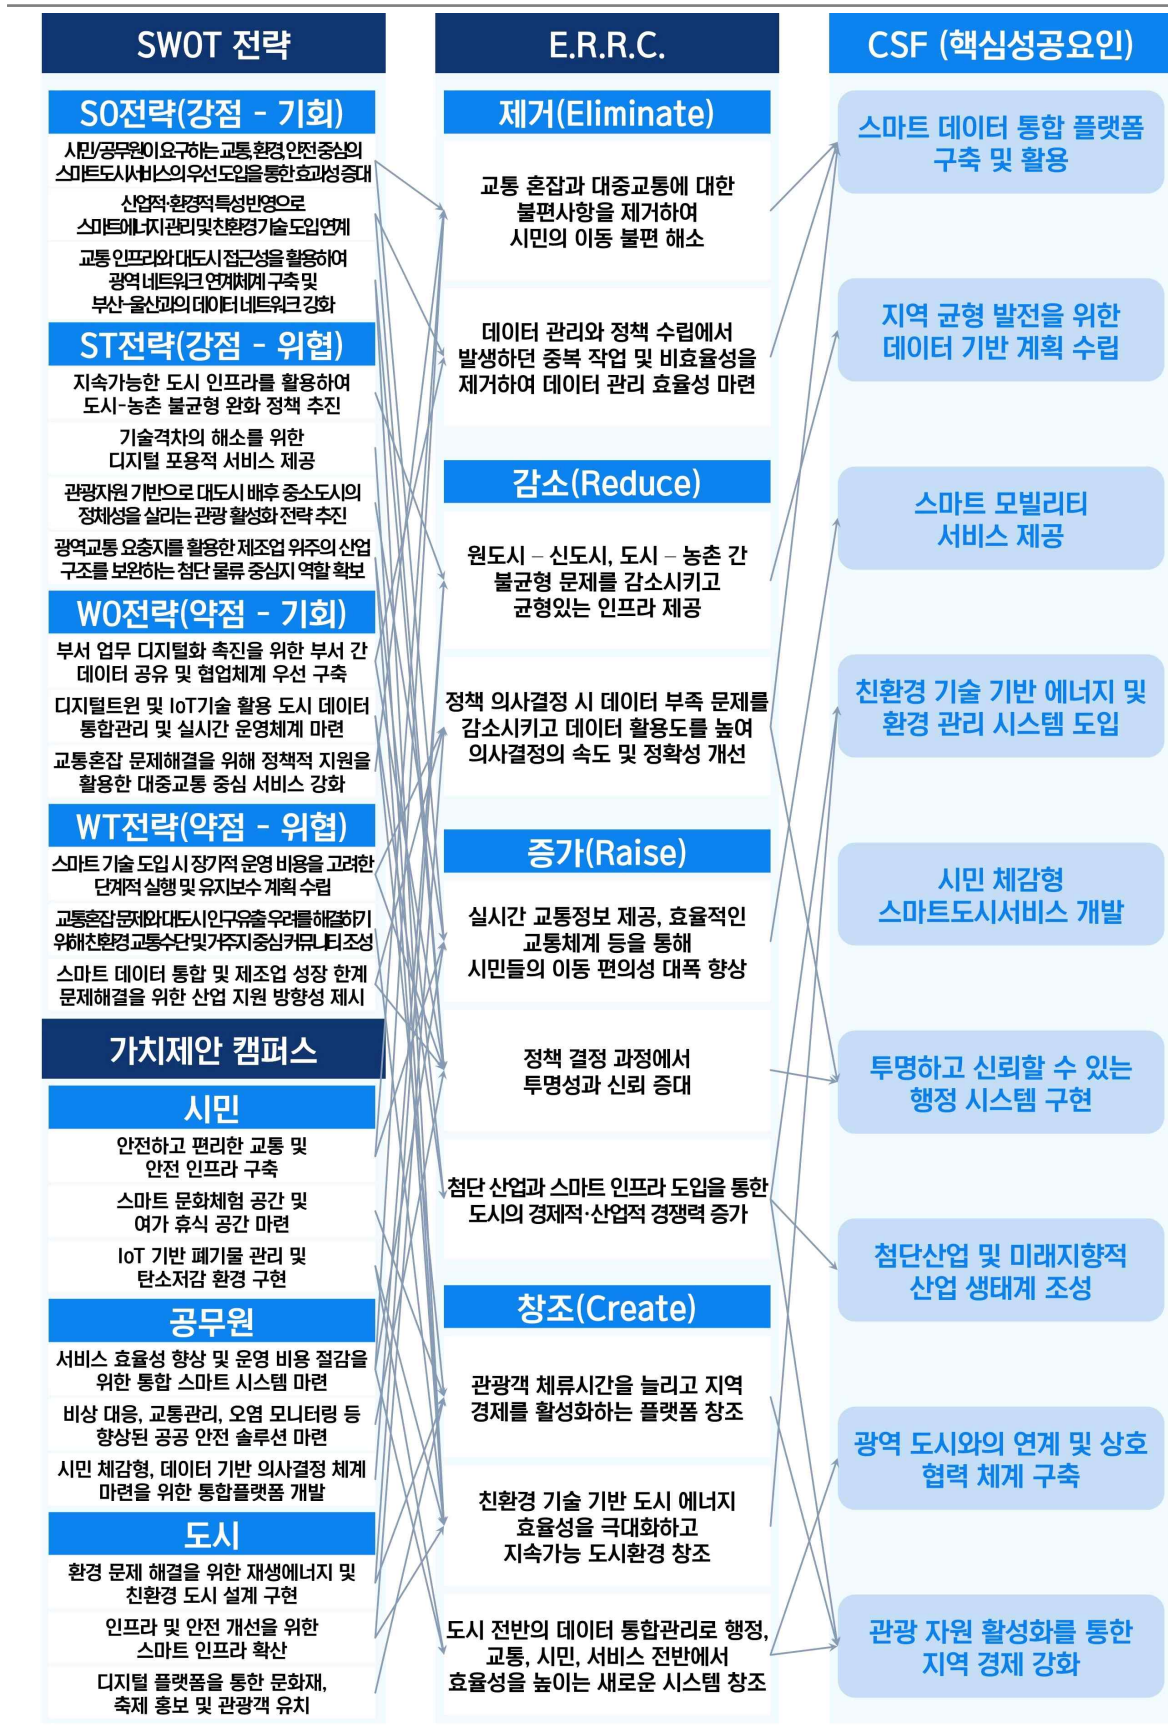 SWOT 전략
SO전략(강점 - 기회)
시민/공무원이 요구하는 교통, 환경, 안전 중심의
스마트도시서비스의 우선 도입을 통한 효과성 증대
산업적·환경적 특성 반영으로
스마트에너지 관리 및 친환경 기술 도입 연계
교통 인프라와 대도시 접근성을 활용하여
광역 네트워크 연계체계 구축 및
부산-울산과의 데이터 네트워크 강화
ST전략(강점 - 위협)
지속가능한 도시 인프라를 활용하여
도시-농촌 불균형 완화 정책 추진
기술격차의 해소를 위한
디지털 포용적 서비스 제공
관광자원 기반으로 대도시 배후 중소도시의
정체성을 살리는 관광 활성화 전략 추진
광역교통 요충지를 활용한 제조업 위주의 산업
구조를 보완하는 첨단 물류 중심지 역할 확보
WO전략(약점 - 기회)
부서 업무 디지털화 촉진을 위한 부서 간
데이터 공유 및 협업체계 우선 구축
디지털트윈 및 IoT기술 활용 도시 데이터
통합관리 및 실시간 운영체계 마련
교통혼잡 문제해결을 위해 정책적 지원을
활용한 대중교통 중심 서비스 강화
WT전략(약점 - 위협)
스마트 기술 도입 시 장기적 운영 비용을 고려한
단계적 실행 및 유지보수 계획 수립
교통혼잡 문제와 대도시 인구유출 우려를 해결하기
위해 친환경 교통수단 및 거주지 중심 커뮤니티 조성
스마트 데이터 통합 및 제조업 성장 한계
문제해결을 위한 산업 지원 방향성 제시
가치제안 캠퍼스
시민
안전하고 편리한 교통 및
안전 인프라 구축
스마트 문화체험 공간 및
여가 휴식 공간 마련
IoT 기반 폐기물 관리 및
탄소저감 환경 구현
공무원
서비스 효율성 향상 및 운영 비용 절감을
위한 통합 스마트 시스템 마련
비상 대응, 교통관리, 오염 모니터링 등
향상된 공공 안전 솔루션 마련
시민 체감형, 데이터 기반 의사결정 체계
마련을 위한 통합플랫폼 개발
도시
환경 문제 해결을 위한 재생에너지 및
친환경 도시 설계 구현
인프라 및 안전 개선을 위한
스마트 인프라 확산
디지털 플랫폼을 통한 문화재,
축제 홍보 및 관광객 유치
E.R.R.C.
제거(Eliminate)
교통 혼잡과 대중교통에 대한
불편사항을 제거하여
시민의 이동 불편 해소
데이터 관리와 정책 수립에서
발생하던 중복 작업 및 비효율성을
제거하여 데이터 관리 효율성 마련
감소(Reduce)
원도시 – 신도시, 도시 – 농촌 간
불균형 문제를 감소시키고
균형있는 인프라 제공
정책 의사결정 시 데이터 부족 문제를
감소시키고 데이터 활용도를 높여
의사결정의 속도 및 정확성 개선
증가(Raise)
실시간 교통정보 제공, 효율적인
교통체계 등을 통해
시민들의 이동 편의성 대폭 향상
정책 결정 과정에서
투명성과 신뢰 증대
첨단 산업과 스마트 인프라 도입을 통한
도시의 경제적·산업적 경쟁력 증가
창조(Create)
관광객 체류시간을 늘리고 지역
경제를 활성화하는 플랫폼 창조
친환경 기술 기반 도시 에너지
효율성을 극대화하고
지속가능 도시환경 창조
도시 전반의 데이터 통합관리로 행정,
교통, 시민, 서비스 전반에서
효율성을 높이는 새로운 시스템 창조
CSF (핵심성공요인)
스마트 데이터 통합 플랫폼
구축 및 활용
지역 균형 발전을 위한
데이터 기반 계획 수립
스마트 모빌리티
서비스 제공
친환경 기술 기반 에너지 및
환경 관리 시스템 도입
시민 체감형
스마트도시서비스 개발
투명하고 신뢰할 수 있는
행정 시스템 구현
첨단산업 및 미래지향적
산업 생태계 조성
광역 도시와의 연계 및 상호
협력 체계 구축
관광 자원 활성화를 통한
지역 경제 강화